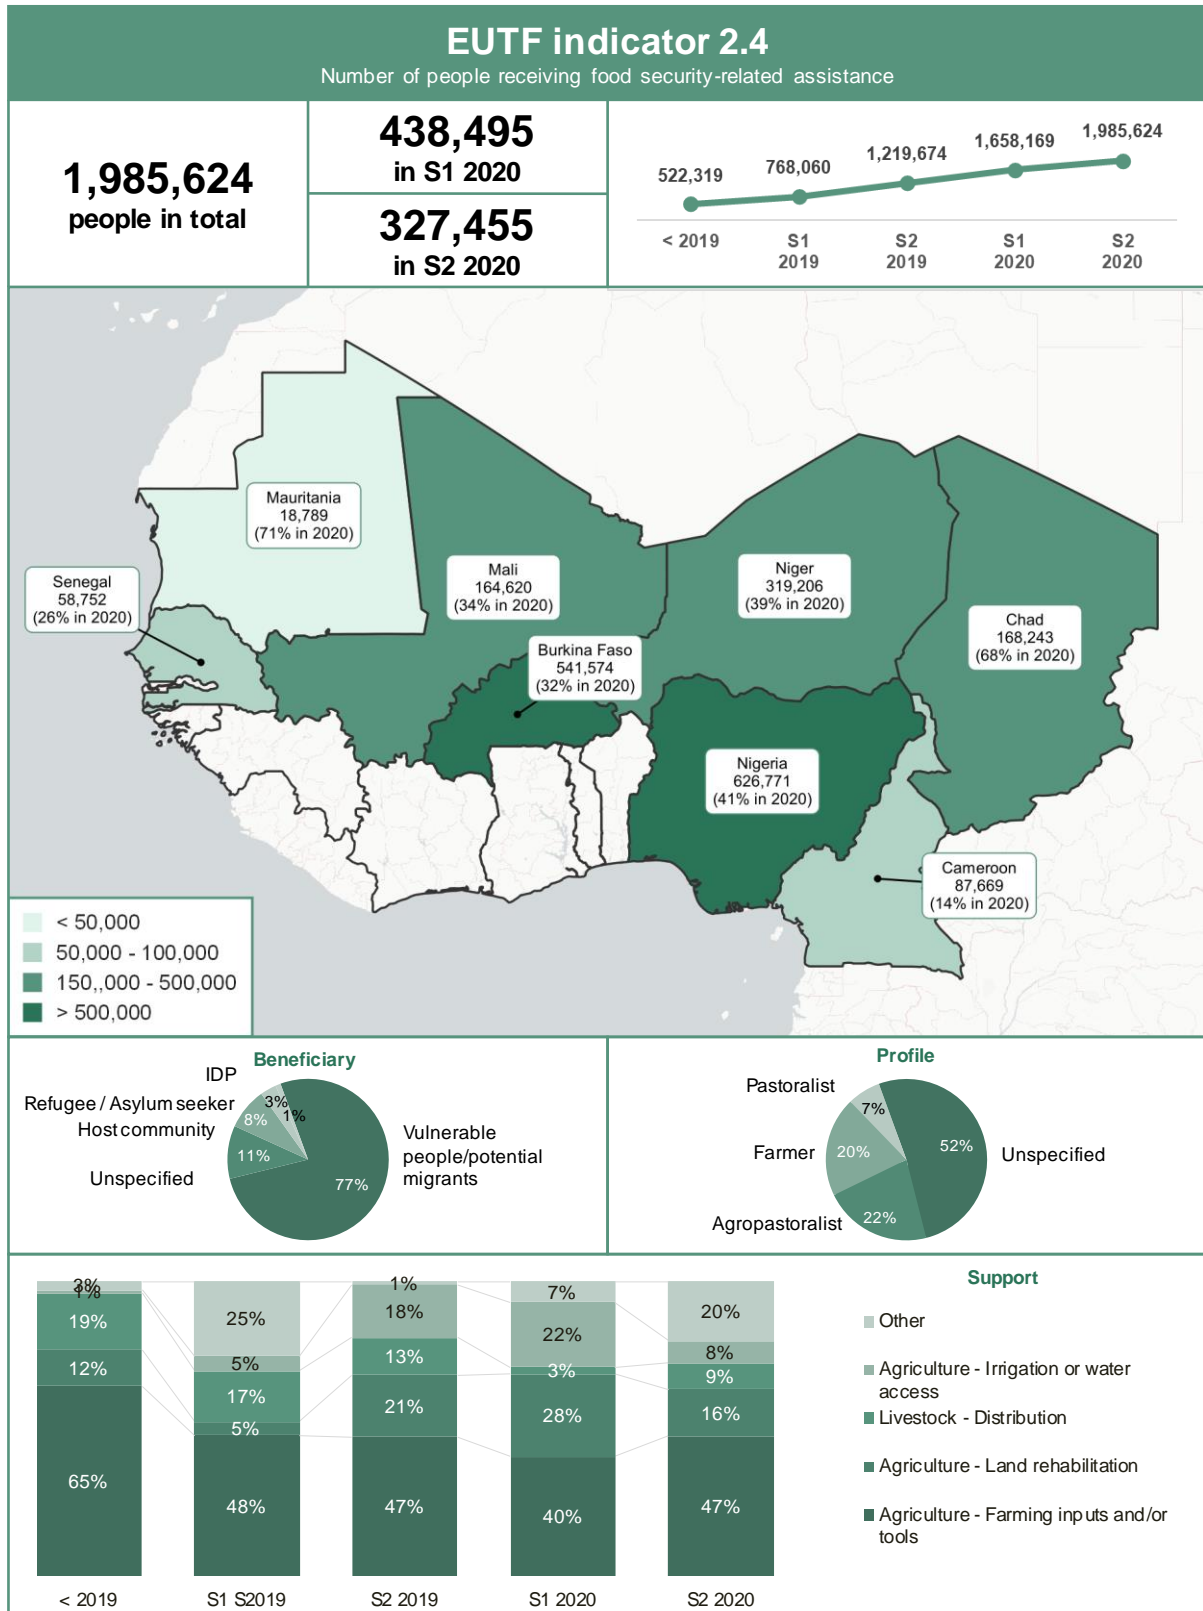 EUTF indicator 2.4
Number of people receiving food security-related assistance
1,985,624
people in total
438,495
in S1 2020
327,455
in S2 2020
522,319
768,060
1,219,674
1,658,169
1,985,624
< 2019
S1
2019
S2
2019
S1
2020
S2
2020
Mauritania
18,789
(71% in 2020)
Senegal
58,752
(26% in 2020)
Mali
164,620
(34% in 2020)
Niger
319,206
(39% in 2020)
Chad
168,243
(68% in 2020)
Burkina Faso
541,574
(32% in 2020)
Nigeria
626,771
(41% in 2020)
Cameroon
87,669
(14% in 2020)
< 50,000
50,000 - 100,000
150,,000 - 500,000
> 500,000
Beneficiary
IDP
Refugee / Asylum seeker
Host community
Unspecified
Vulnerable
people/potential
migrants
3%
1%
8%
11%
77%
Profile
Pastoralist
Farmer
Agropastoralist
Unspecified
7%
20%
22%
52%
3%
1%
19%
12%
65%
25%
5%
17%
5%
48%
1%
18%
13%
21%
47%
7%
22%
3%
28%
40%
20%
8%
9%
16%
47%
< 2019
S1 S2019
S2 2019
S1 2020
S2 2020
Support
Other
Agriculture - Irrigation or water
access
Livestock - Distribution
Agriculture - Land rehabilitation
Agriculture - Farming inputs and/or
tools